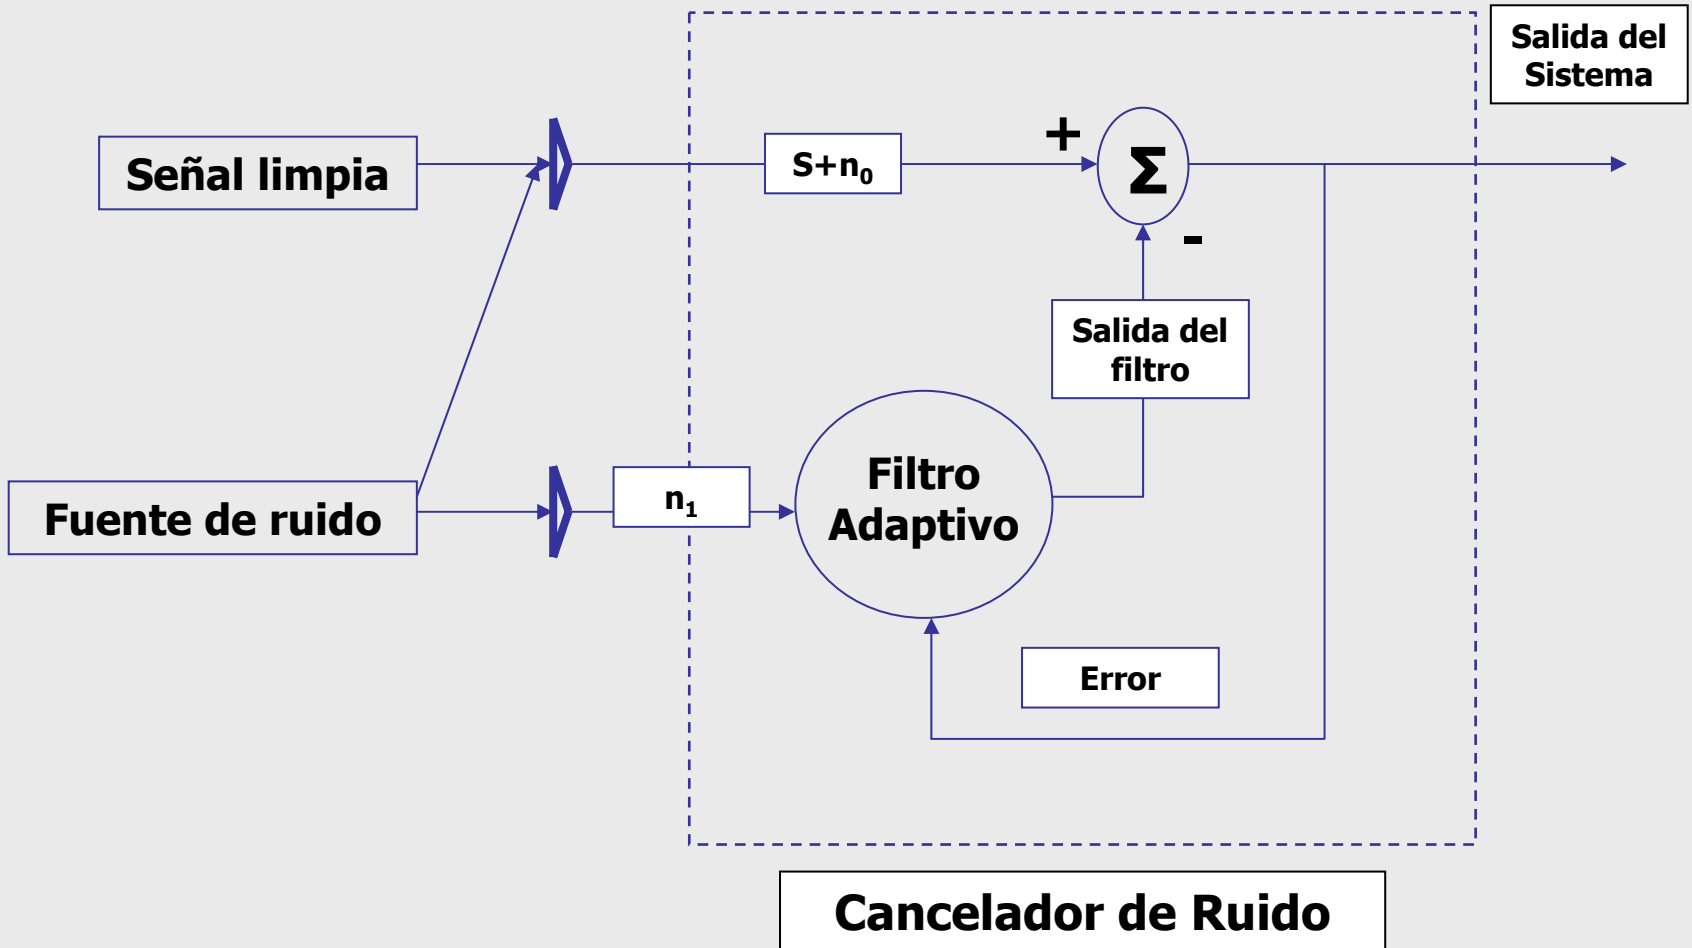 Salida del
Sistema
Señal limpia
S+n₀
+
Σ
-
Salida del
filtro
Filtro
Adaptivo
n₁
Fuente de ruido
Error
Cancelador de Ruido